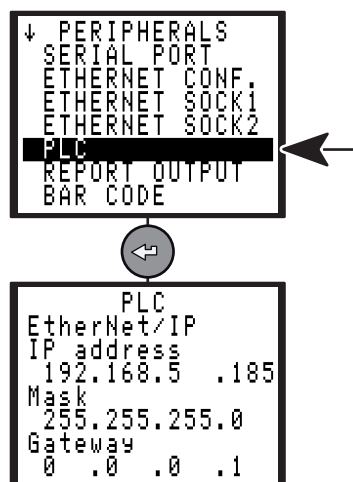 ↓ PERIPHERALS
SERIAL PORT
ETHERNET CONF.
ETHERNET SOCK1
ETHERNET SOCK2
PLC
REPORT OUTPUT
BAR CODE
PLC
EtherNet/IP
IP address
192.168.5 .185
Mask
255.255.255.0
Gateway
0 .0 .0 .1